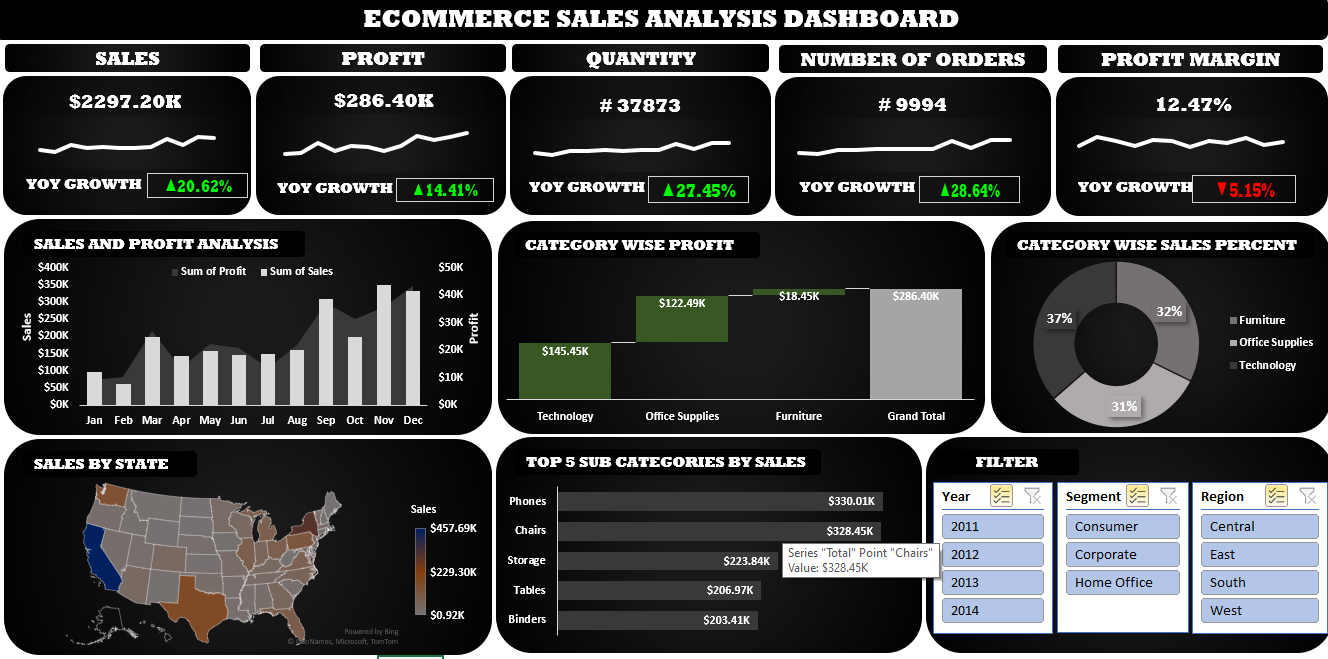 ECOMMERCE SALES ANALYSIS DASHBOARD
SALES
PROFIT
QUANTITY
NUMBER OF ORDERS
PROFIT MARGIN
$2297.20K
$286.40K
# 37873
# 9994
12.47%
YOY GROWTH ▲20.62%
YOY GROWTH ▲14.41%
YOY GROWTH ▲27.45%
YOY GROWTH ▲28.64%
YOY GROWTH ▼5.15%
SALES AND PROFIT ANALYSIS
Sum of Profit
Sum of Sales
Sales
$400K
$350K
$300K
$250K
$200K
$150K
$100K
$50K
$0K
$50K
$40K
$30K
$20K
$10K
$0K
Profit
Jan Feb Mar Apr May Jun Jul Aug Sep Oct Nov Dec
CATEGORY WISE PROFIT
$145.45K
$122.49K
$18.45K
$286.40K
Technology
Office Supplies
Furniture
Grand Total
CATEGORY WISE SALES PERCENT
37%
32%
31%
Furniture
Office Supplies
Technology
SALES BY STATE
Sales
$457.69K
$229.30K
$0.92K
Powered by Bing
© GeoNames, Microsoft, TomTom
TOP 5 SUB CATEGORIES BY SALES
Phones $330.01K
Chairs $328.45K
Storage $223.84K
Tables $206.97K
Binders $203.41K
Series "Total" Point "Chairs"
Value: $328.45K
FILTER
Year
2011
2012
2013
2014
Segment
Consumer
Corporate
Home Office
Region
Central
East
South
West